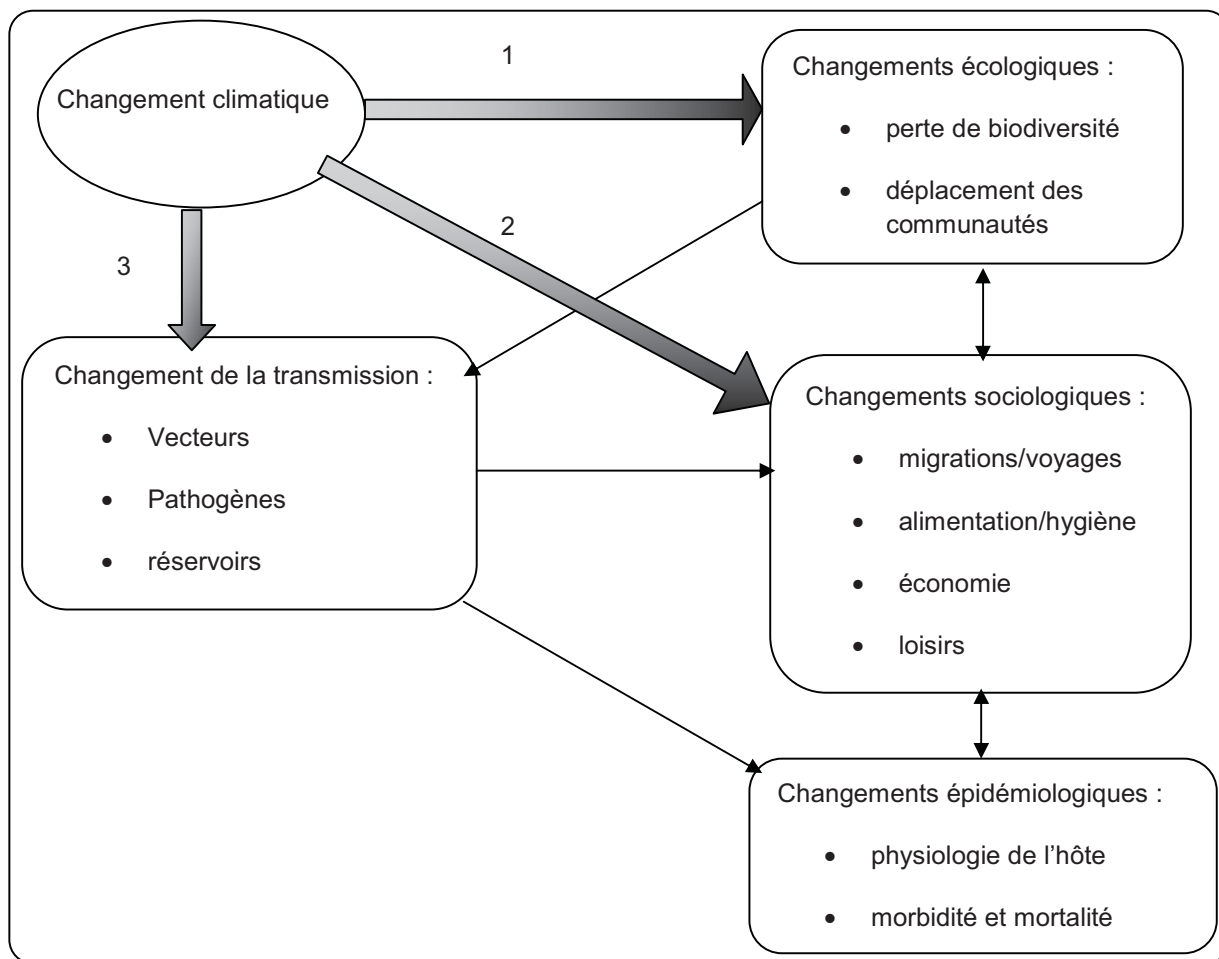 Changement climatique
1
2
3
Changements écologiques :
• perte de biodiversité
• déplacement des
communautés
Changement de la transmission :
• Vecteurs
• Pathogènes
• réservoirs
Changements sociologiques :
• migrations/voyages
• alimentation/hygiène
• économie
• loisirs
Changements épidémiologiques :
• physiologie de l’hôte
• morbidité et mortalité